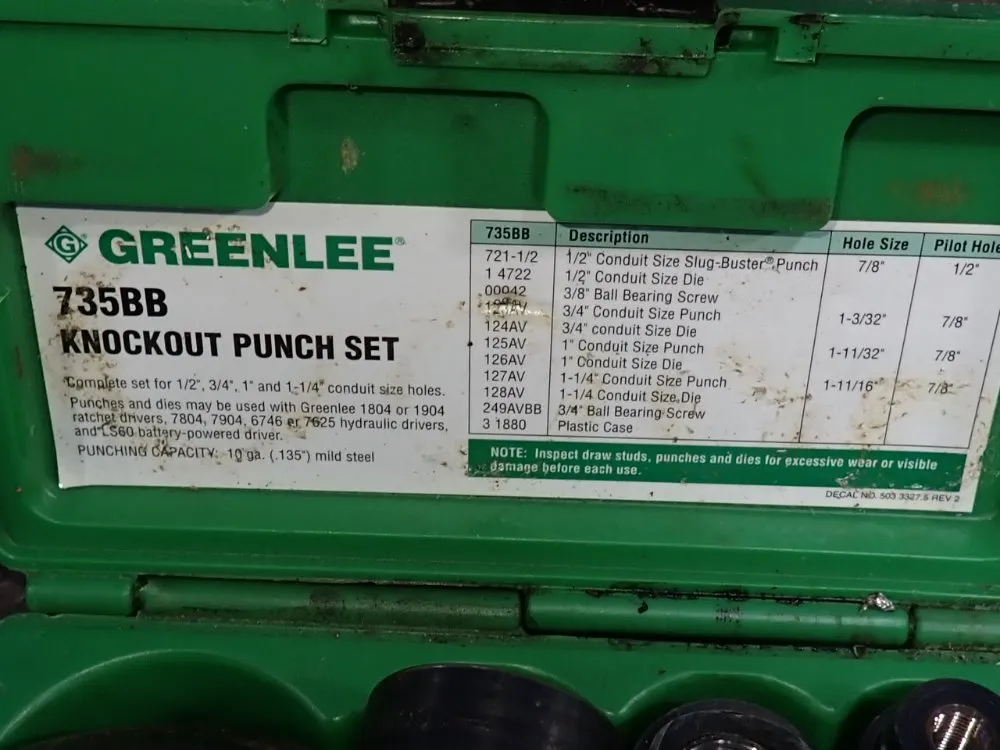 G GREENLEE®
735BB
KNOCKOUT PUNCH SET
Complete set for 1/2", 3/4", 1" and 1-1/4" conduit size holes.
Punches and dies may be used with Greenlee 1804 or 1904
ratchet drivers, 7804, 7904, 6746 or 7625 hydraulic drivers,
and LS60 battery-powered driver.
PUNCHING CAPACITY: 10 ga. (.135") mild steel
735BB Description Hole Size Pilot Hole
721-1/2 1/2" Conduit Size Slug-Buster® Punch 7/8" 1/2"
1 4722 1/2" Conduit Size Die
00042 3/8" Ball Bearing Screw
3/4" Conduit Size Punch 1-3/32" 7/8"
124AV 3/4" conduit Size Die
125AV 1" Conduit Size Punch 1-11/32" 7/8"
126AV 1" Conduit Size Die
127AV 1-1/4" Conduit Size Punch 1-11/16" 7/8"
128AV 1-1/4 Conduit Size Die
249AVBB 3/4" Ball Bearing Screw
3 1880 Plastic Case
NOTE: Inspect draw studs, punches and dies for excessive wear or visible
damage before each use.
DECAL NO. 503 3327.5 REV 2